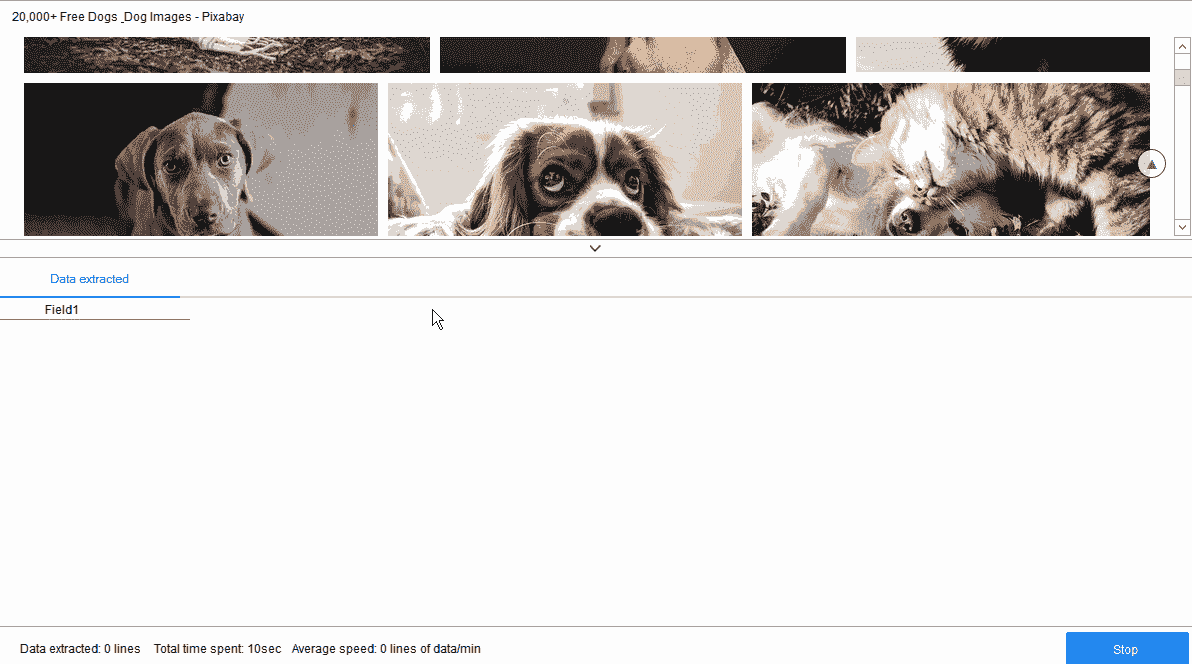 20,000+ Free Dogs _Dog Images - Pixabay
Data extracted
Field1
Data extracted: 0 lines Total time spent: 10sec Average speed: 0 lines of data/min
Stop